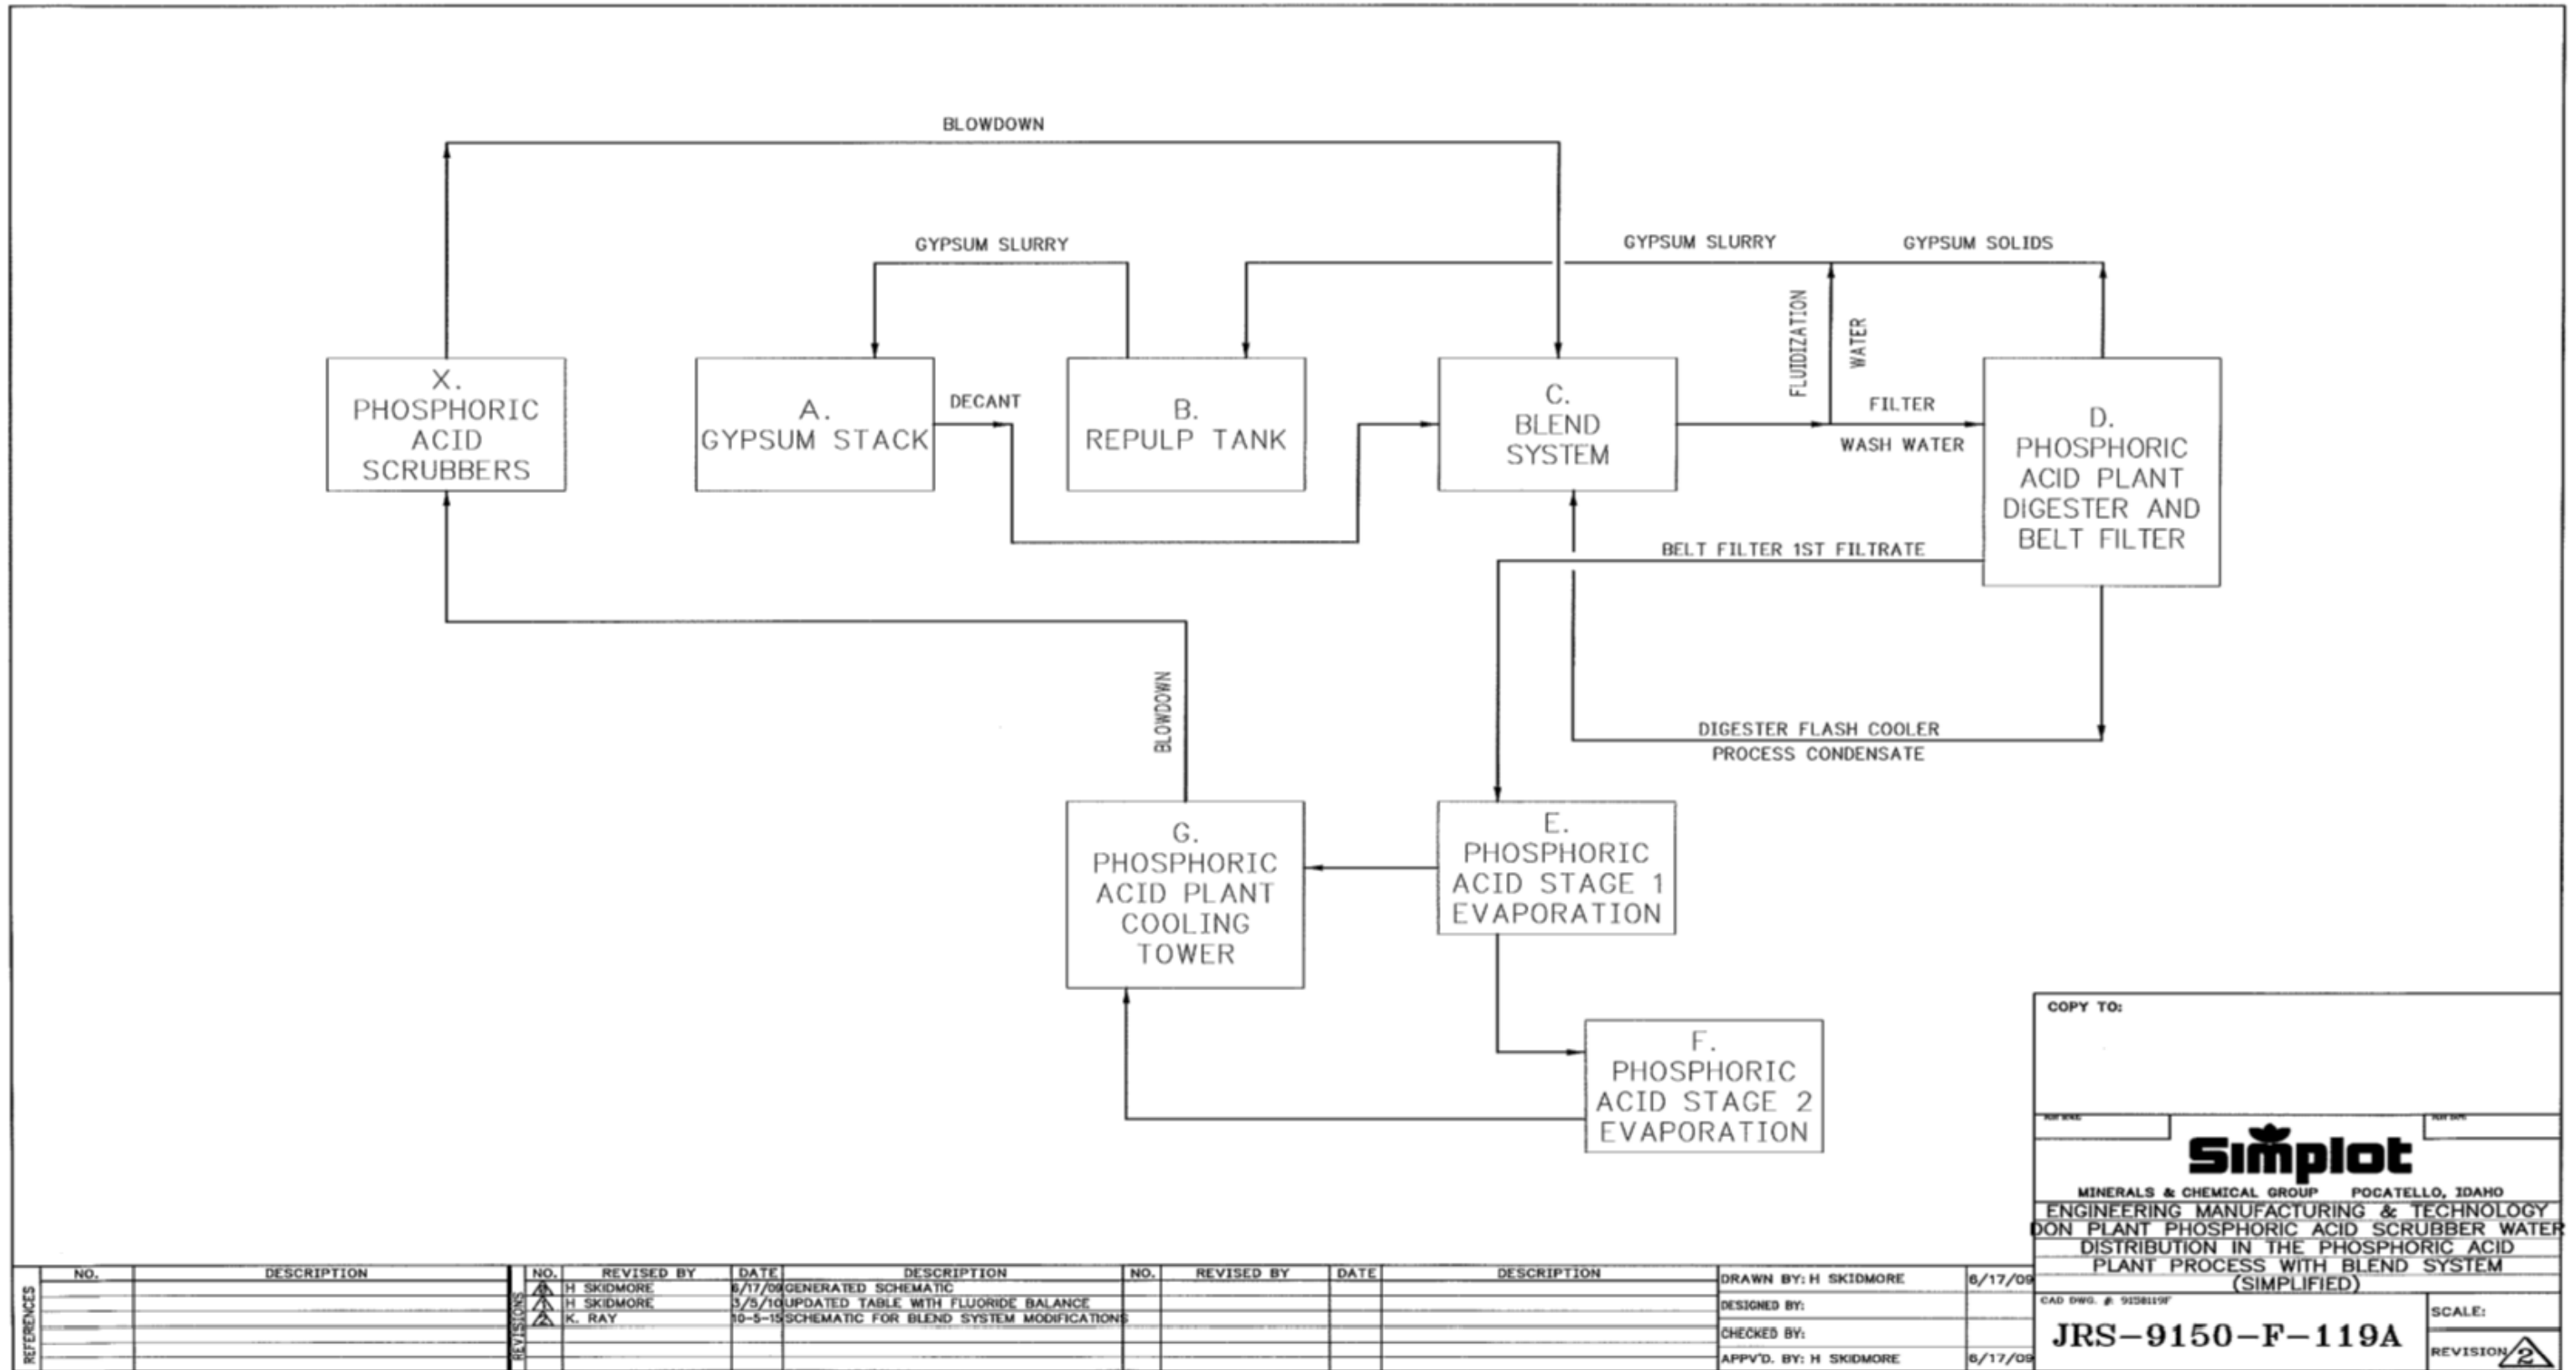 BLOWDOWN
GYPSUM SLURRY
GYPSUM SLURRY
GYPSUM SOLIDS
FLUIDIZATION
WATER
X.
PHOSPHORIC
ACID
SCRUBBERS
A.
GYPSUM STACK
DECANT
B.
REPULP TANK
C.
BLEND
SYSTEM
FILTER
WASH WATER
D.
PHOSPHORIC
ACID PLANT
DIGESTER AND
BELT FILTER
BELT FILTER 1ST FILTRATE
BLOWDOWN
DIGESTER FLASH COOLER
PROCESS CONDENSATE
G.
PHOSPHORIC
ACID PLANT
COOLING
TOWER
E.
PHOSPHORIC
ACID STAGE 1
EVAPORATION
F.
PHOSPHORIC
ACID STAGE 2
EVAPORATION
COPY TO:
Simplot
MINERALS & CHEMICAL GROUP POCATELLO, IDAHO
ENGINEERING MANUFACTURING & TECHNOLOGY
DON PLANT PHOSPHORIC ACID SCRUBBER WATER
DISTRIBUTION IN THE PHOSPHORIC ACID
PLANT PROCESS WITH BLEND SYSTEM
(SIMPLIFIED)
CAD DWG. #: 9150119F
JRS-9150-F-119A
SCALE:
REVISION 2
REFERENCES
NO. DESCRIPTION
REVISIONS
NO. REVISED BY DATE DESCRIPTION NO. REVISED BY DATE DESCRIPTION
H SKIDMORE 6/17/09 GENERATED SCHEMATIC
1 H SKIDMORE 3/5/10 UPDATED TABLE WITH FLUORIDE BALANCE
2 K. RAY 10-5-15 SCHEMATIC FOR BLEND SYSTEM MODIFICATIONS
DRAWN BY: H SKIDMORE 6/17/09
DESIGNED BY:
CHECKED BY:
APPV'D. BY: H SKIDMORE 6/17/09